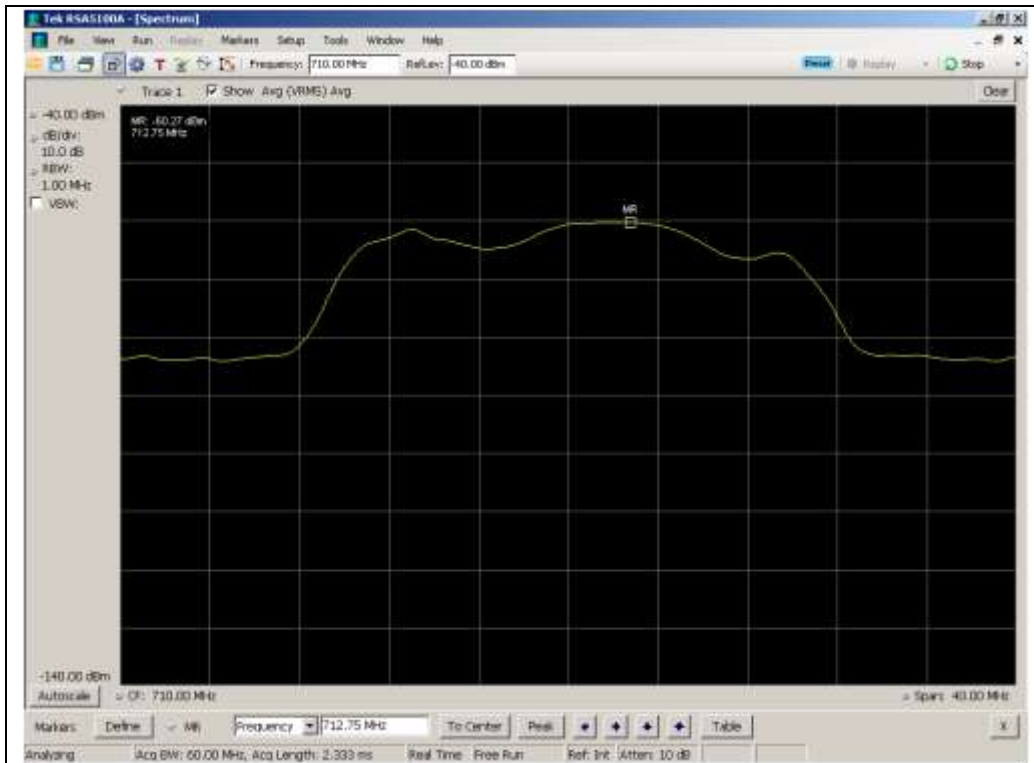 Tek RSA5100A - [Spectrum]
File View Run Replay Markers Setup Tools Window Help
T Frequency: 710.00 MHz RefLev: -40.00 dBm Preset Replay Stop
Trace 1 Show Avg (VRMS) Avg Clear
-40.00 dBm
dB/div:
10.0 dB
RBW:
1.00 MHz
VBW:
MR: -60.27 dBm
712.75 MHz
MR
-140.00 dBm
Autoscale CF: 710.00 MHz Span: 40.00 MHz
Markers Define MR Frequency 712.75 MHz To Center Peak Table X
Analyzing Acq BW: 60.00 MHz, Acq Length: 2.333 ms Real Time Free Run Ref: Int Atten: 10 dB